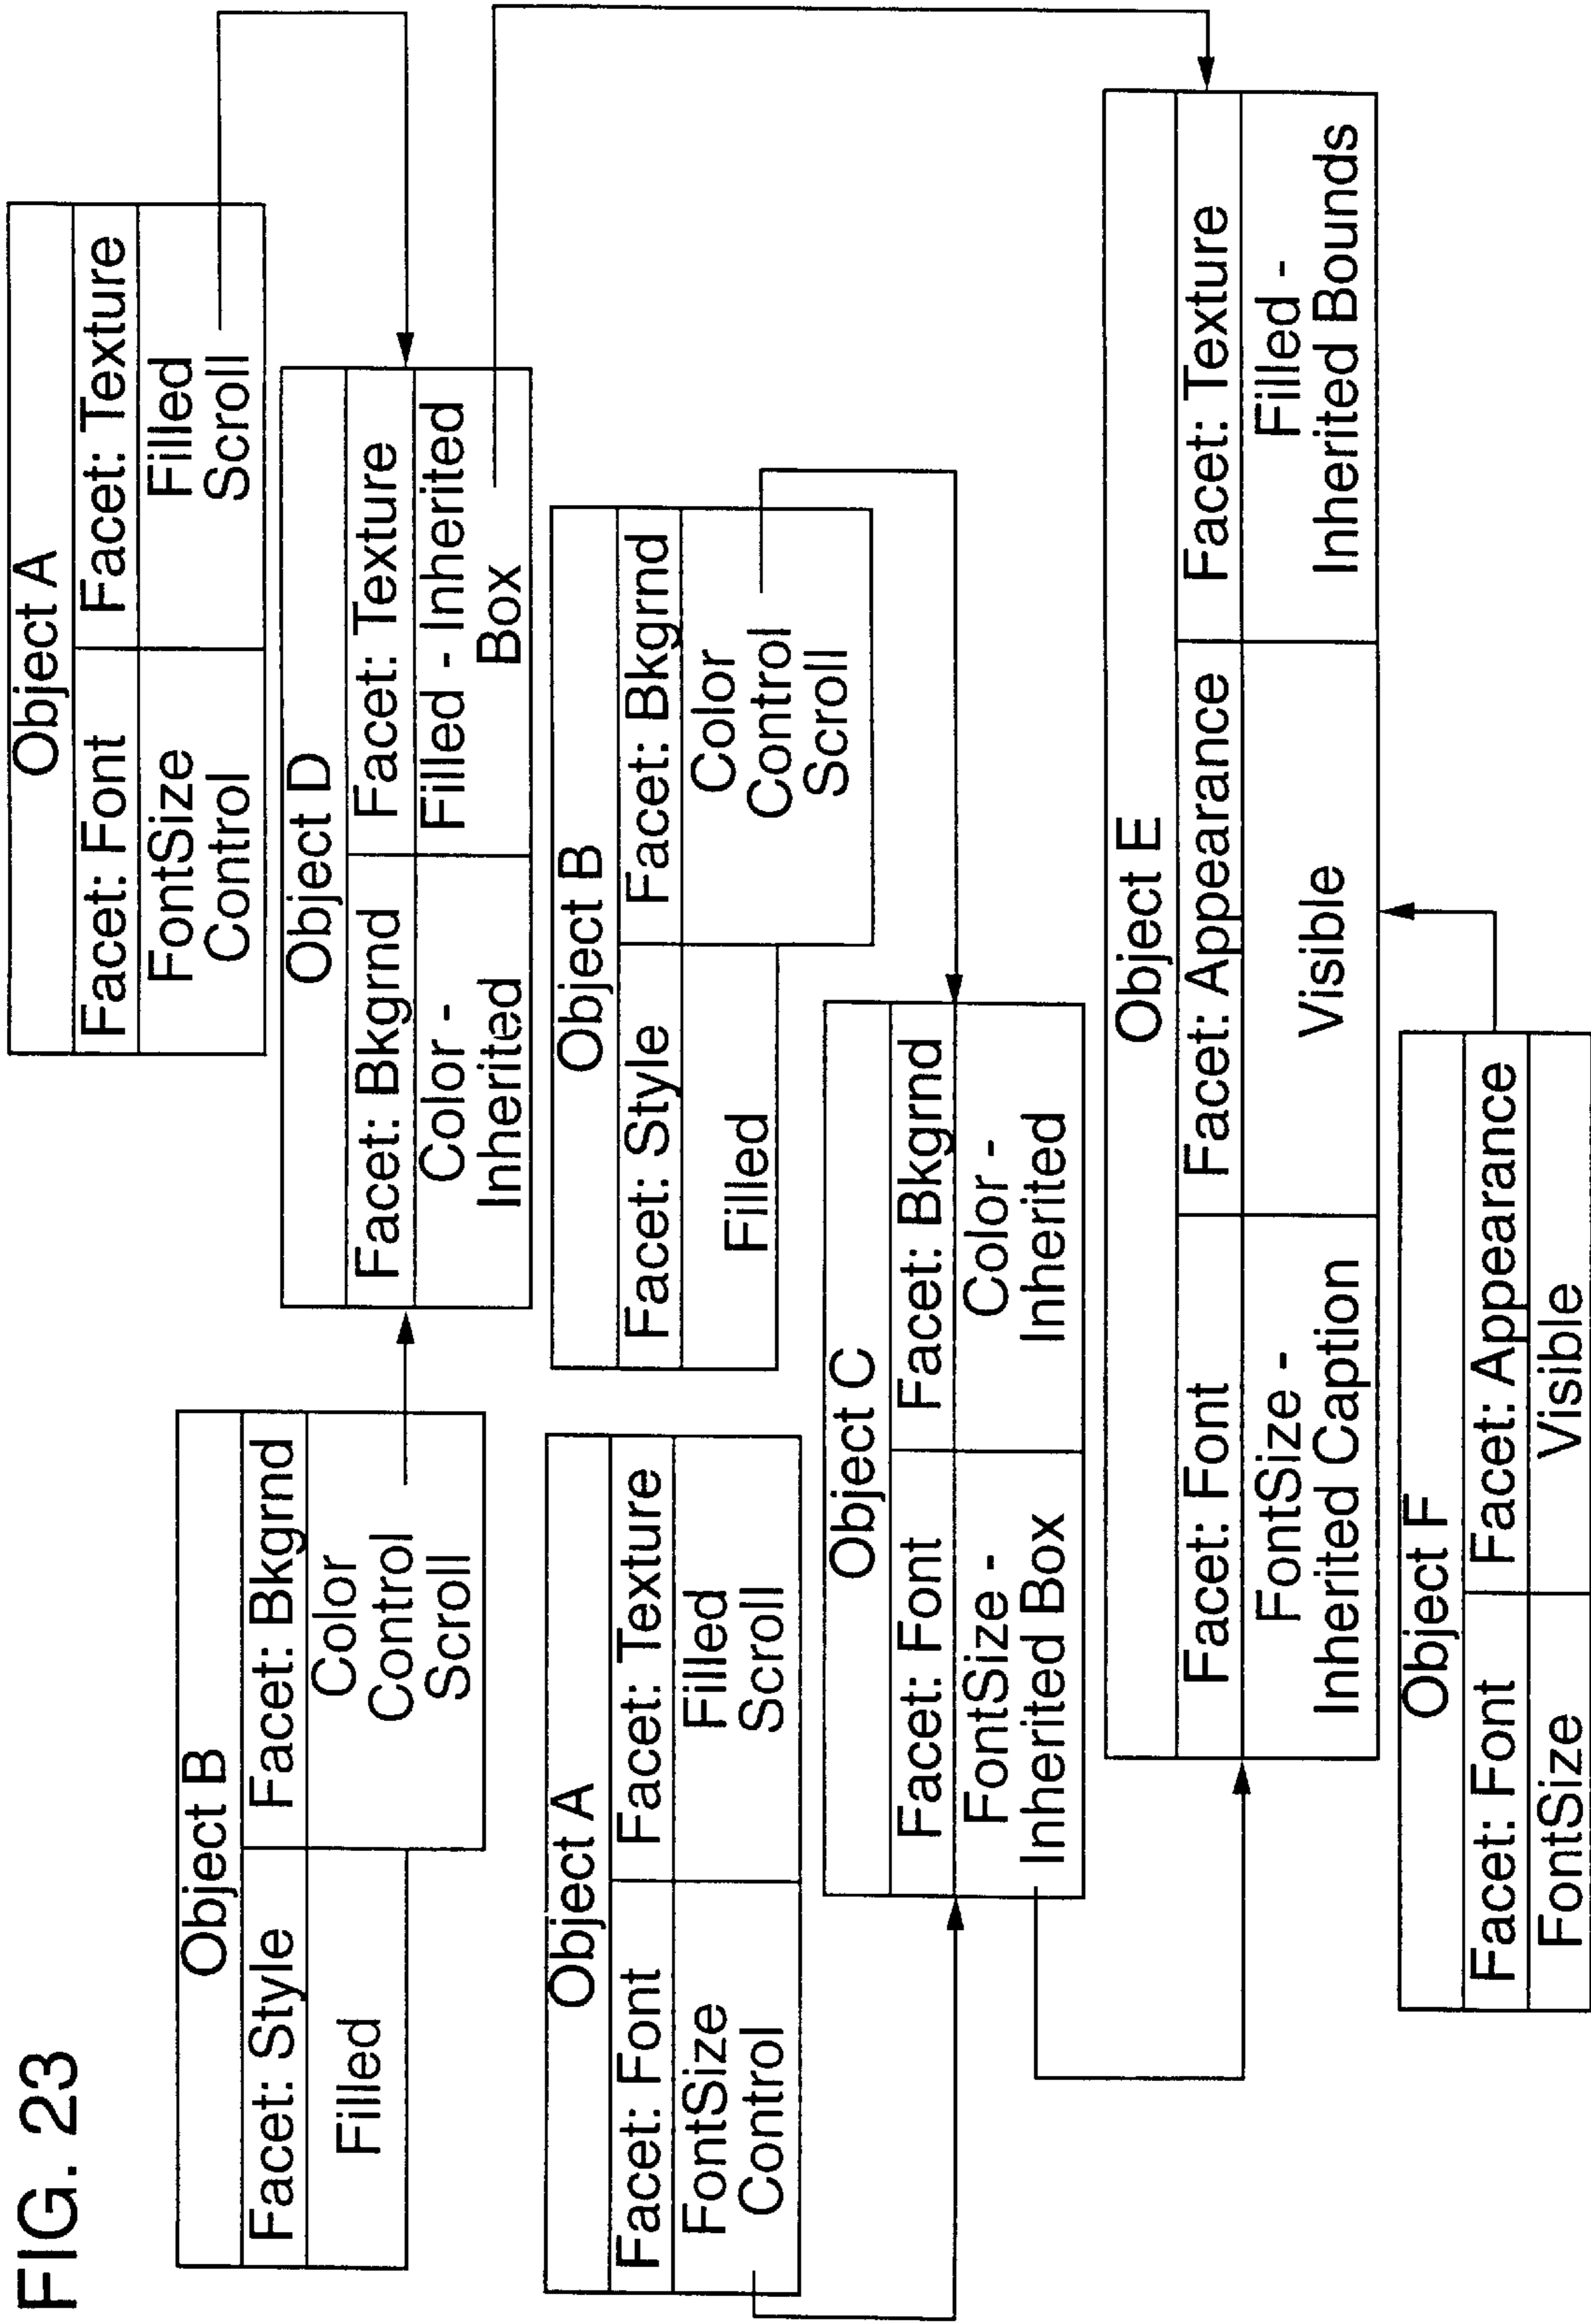 FIG. 23
Object B
Facet: Style
Facet: Bkgrnd
Filled
Color
Control
Scroll
Object A
Facet: Font
Facet: Texture
FontSize
Control
Filled
Scroll
Object D
Facet: Bkgrnd
Facet: Texture
Color -
Inherited
Filled - Inherited
Box
Object A
Facet: Font
Facet: Texture
FontSize
Control
Filled
Scroll
Object B
Facet: Style
Facet: Bkgrnd
Filled
Color
Control
Scroll
Object C
Facet: Font
Facet: Bkgrnd
FontSize -
Inherited Box
Color -
Inherited
Object E
Facet: Font
Facet: Appearance
Facet: Texture
FontSize -
Inherited Caption
Visible
Filled -
Inherited Bounds
Object F
Facet: Font
Facet: Appearance
FontSize
Visible